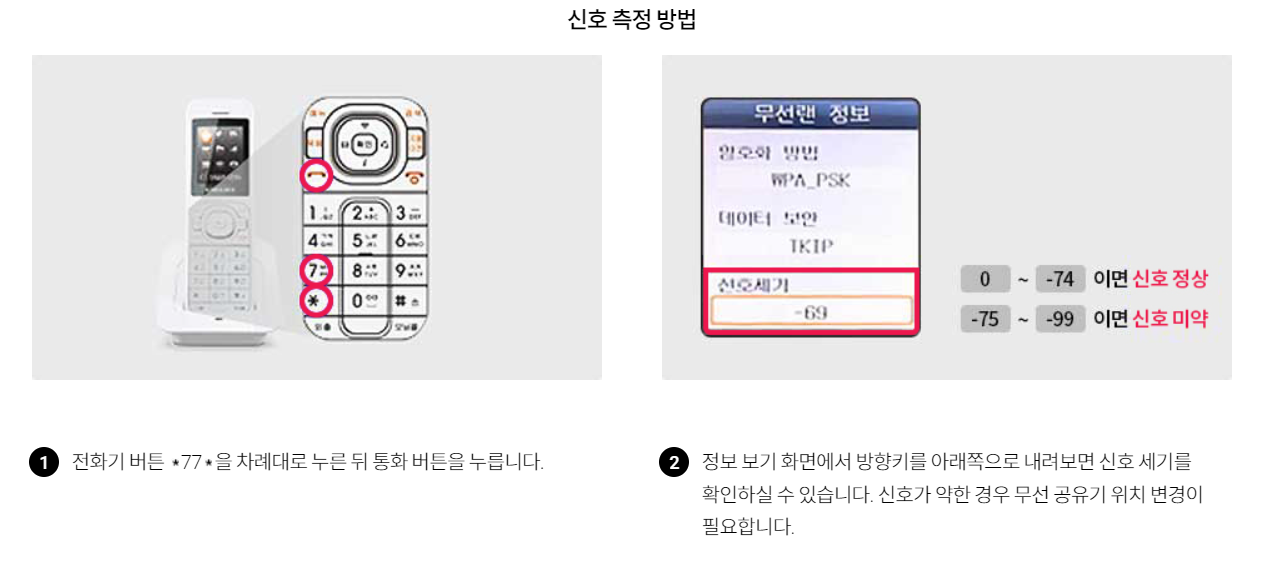 신호 측정 방법
확인
1
2 ABC
3 DEF
4
5
6 MNO
7
8 TUV
9
*
0
#
무선랜 정보
암호화 방법
WPA_PSK
데이터 보안
TKIP
신호세기
-69
0 ~ -74 이면 신호 정상
-75 ~ -99 이면 신호 미약
1 전화기 버튼 *77*을 차례대로 누른 뒤 통화 버튼을 누릅니다.
2 정보 보기 화면에서 방향키를 아래쪽으로 내려보면 신호 세기를
확인하실 수 있습니다. 신호가 약한 경우 무선 공유기 위치 변경이
필요합니다.